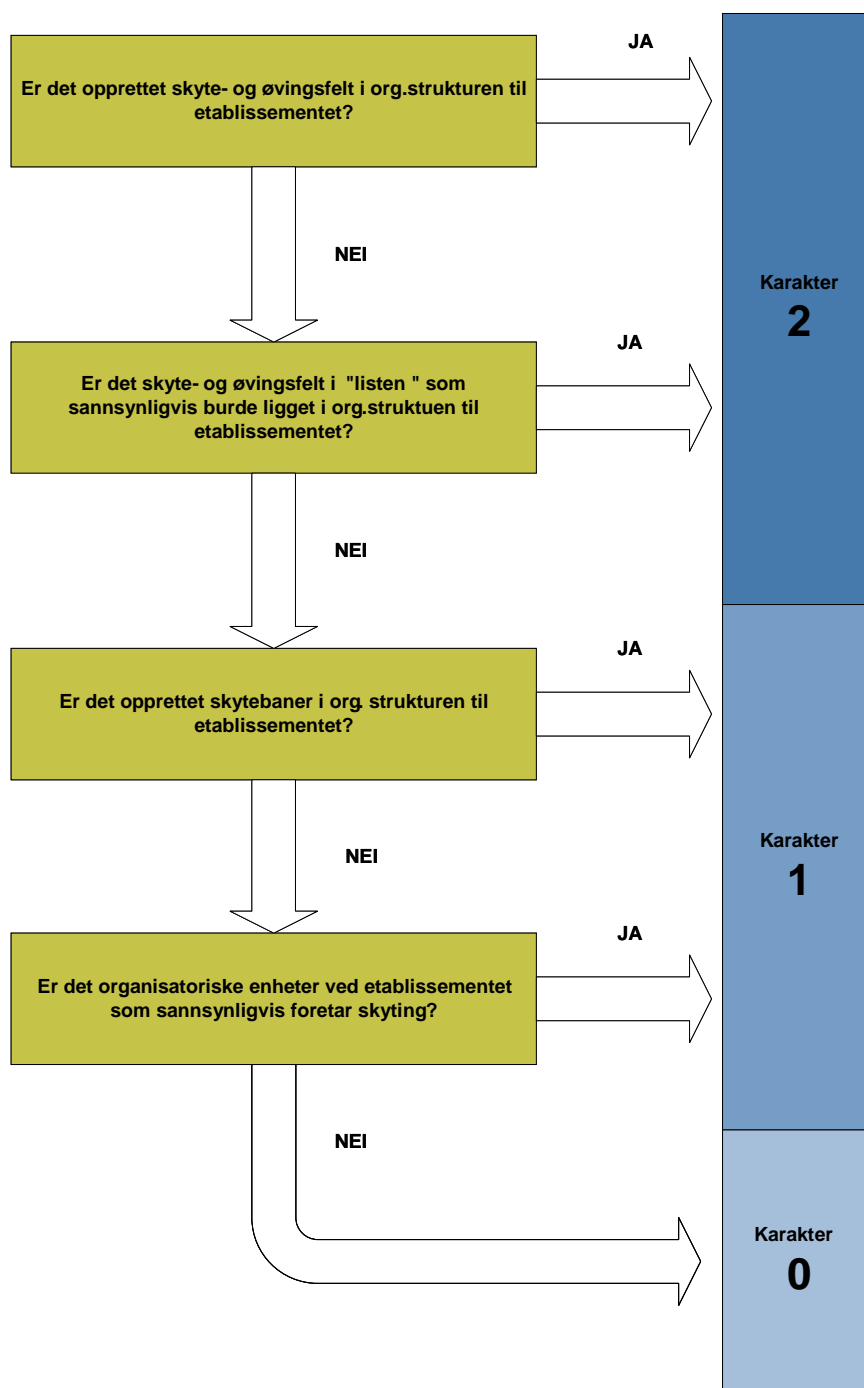 JA
Er det opprettet skyte- og øvingsfelt i org.strukturen til
etablissementet?
NEI
Karakter
2
JA
Er det skyte- og øvingsfelt i "listen " som
sannsynligvis burde ligget i org.struktuen til
etablissementet?
NEI
JA
Er det opprettet skytebaner i org. strukturen til
etablissementet?
NEI
Karakter
1
JA
Er det organisatoriske enheter ved etablissementet
som sannsynligvis foretar skyting?
NEI
Karakter
0